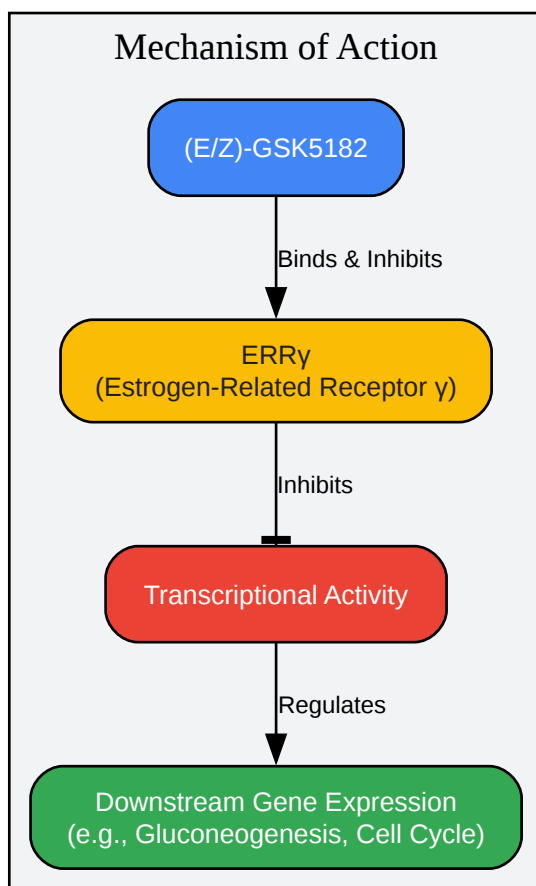 Mechanism of Action
(E/Z)-GSK5182
Binds & Inhibits
ERRγ
(Estrogen-Related Receptor γ)
Inhibits
Transcriptional Activity
Regulates
Downstream Gene Expression
(e.g., Gluconeogenesis, Cell Cycle)